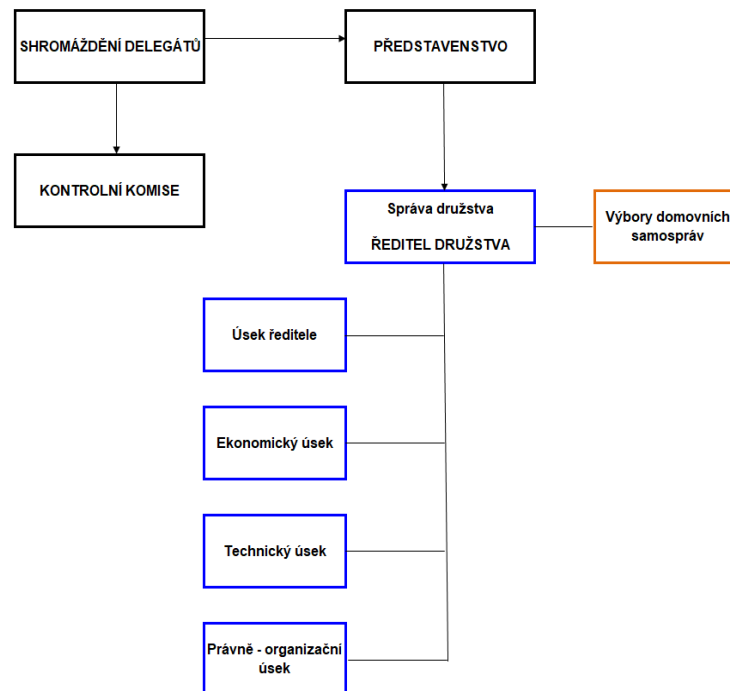 SHROMÁŽDĚNÍ DELEGÁTŮ
PŘEDSTAVENSTVO
KONTROLNÍ KOMISE
Správa družstva
ŘEDITEL DRUŽSTVA
Výbory domovních
samospráv
Úsek ředitele
Ekonomický úsek
Technický úsek
Právně - organizační
úsek